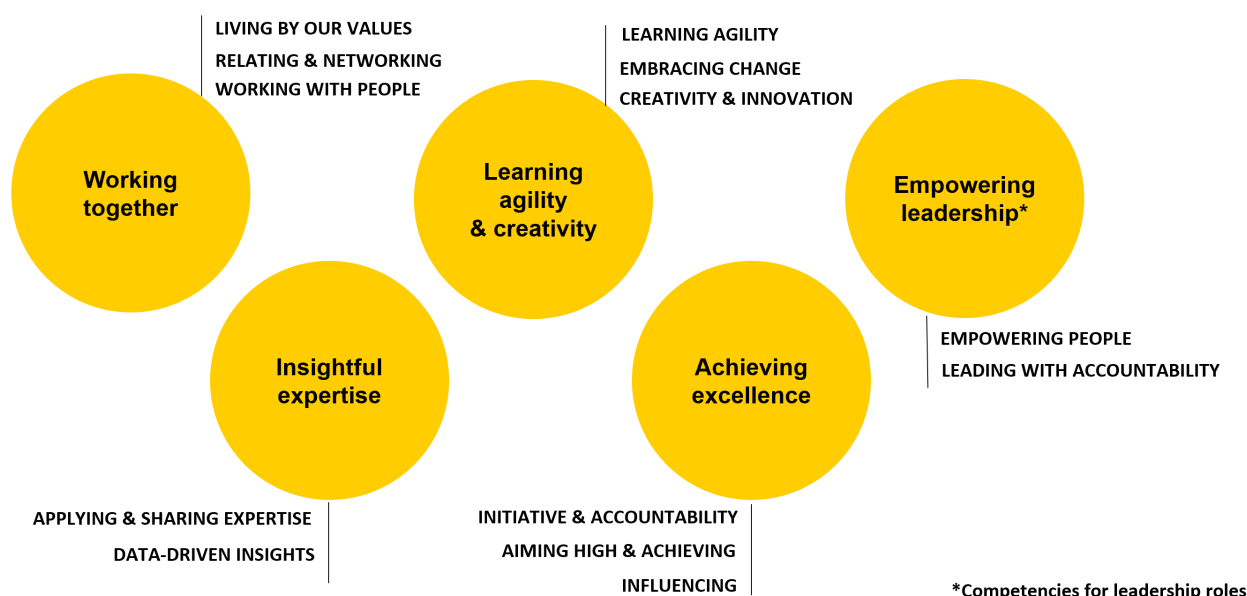 LIVING BY OUR VALUES
RELATING & NETWORKING
WORKING WITH PEOPLE
Working
together
LEARNING AGILITY
EMBRACING CHANGE
CREATIVITY & INNOVATION
Learning
agility
& creativity
Empowering
leadership*
EMPOWERING PEOPLE
LEADING WITH ACCOUNTABILITY
Insightful
expertise
APPLYING & SHARING EXPERTISE
DATA-DRIVEN INSIGHTS
Achieving
excellence
INITIATIVE & ACCOUNTABILITY
AIMING HIGH & ACHIEVING
INFLUENCING
*Competencies for leadership roles